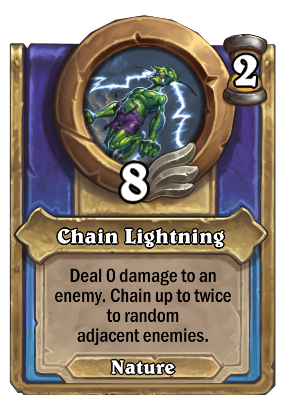 2
8
Chain Lightning
Deal 0 damage to an
enemy. Chain up to twice
to random
adjacent enemies.
Nature